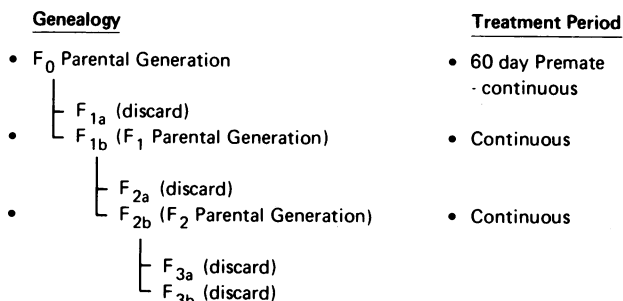 Genealogy Treatment Period
• F0 Parental Generation • 60 day Premate
- continuous
F1a (discard)
• F1b (F1 Parental Generation) • Continuous
F2a (discard)
• F2b (F2 Parental Generation) • Continuous
F3a (discard)
F3b (discard)